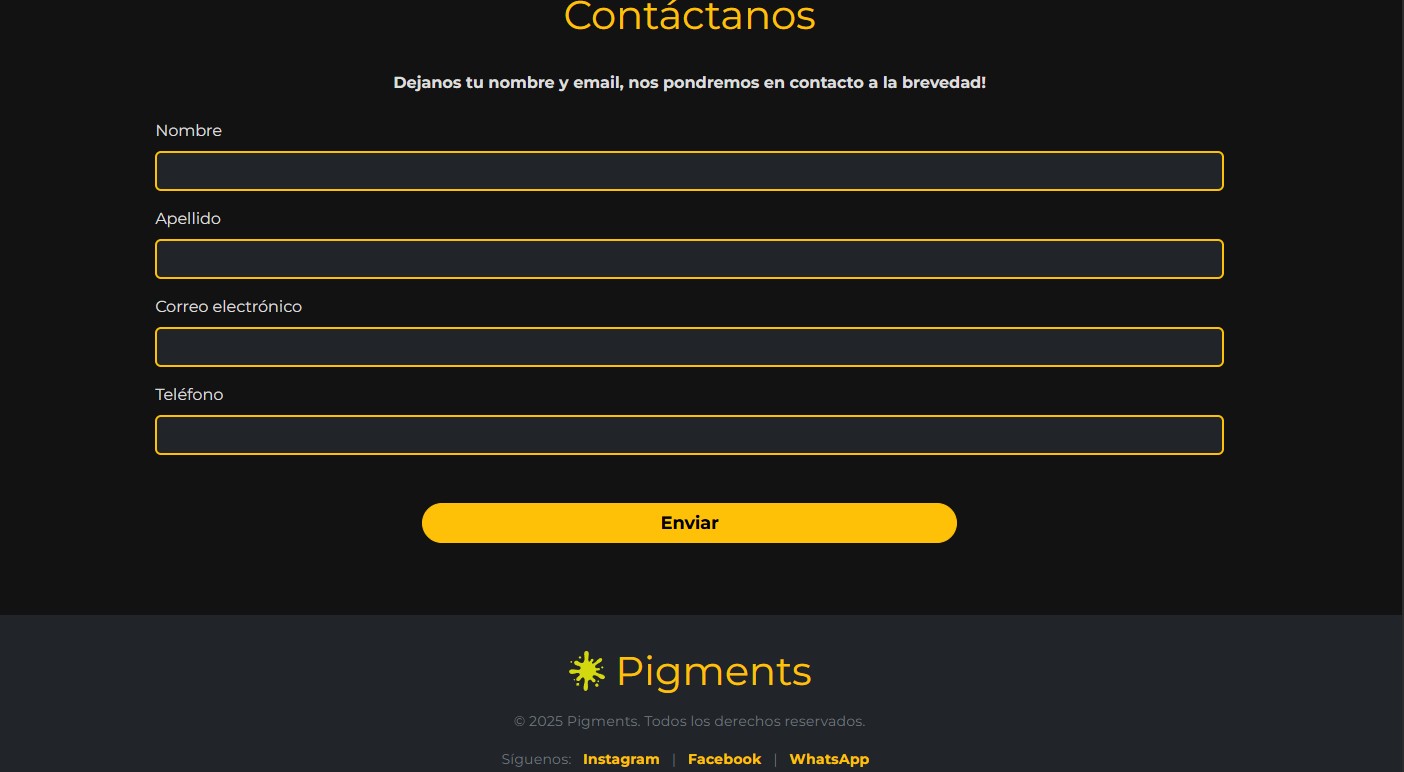 Contáctanos
Dejanos tu nombre y email, nos pondremos en contacto a la brevedad!
Nombre
Apellido
Correo electrónico
Teléfono
Enviar
Pigments
© 2025 Pigments. Todos los derechos reservados.
Síguenos: Instagram | Facebook | WhatsApp